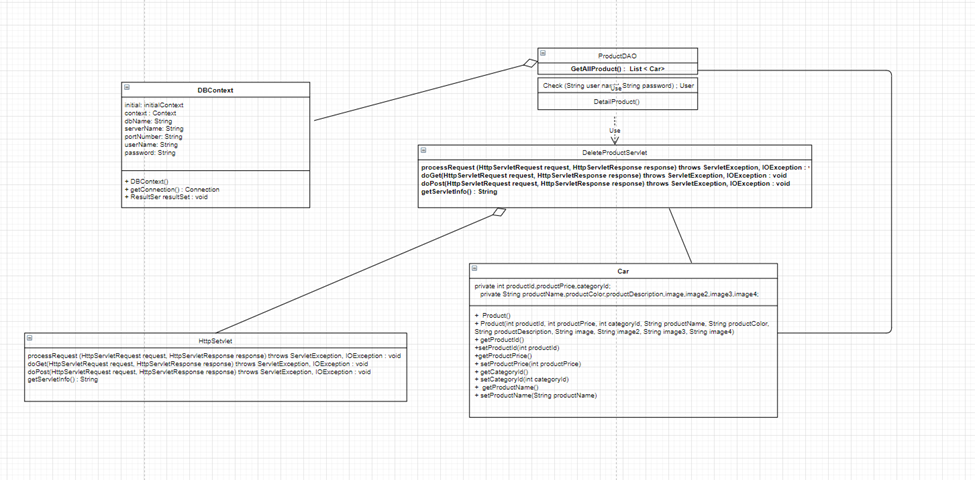 ProductDAO
GetAllProduct() : List < Car>
Check (String user name, String password) ; User
Use
DetailProduct()
Use
DBContext
initial: initialContext
context : Context
dbName: String
serverName: String
portNumber: String
userName: String
password: String
+ DBContext()
+ getConnection() : Connection
+ ResultSer resultSet : void
DeleteProductServlet
processRequest (HttpServletRequest request, HttpServletResponse response) throws ServletException, IOException :
doGet(HttpServletRequest request, HttpServletResponse response) throws ServletException, IOException : void
doPost(HttpServletRequest request, HttpServletResponse response) throws ServletException, IOException : void
getServletInfo() : String
Car
private int productId,productPrice,categoryId;
private String productName,productColor,productDescription,image,image2,image3,image4;
+ Product()
+ Product(int productId, int productPrice, int categoryId, String productName, String productColor,
String productDescription, String image, String image2, String image3, String image4)
+ getProductId()
+setProductId(int productId)
+getProductPrice()
+ setProductPrice(int productPrice)
+ getCategoryId()
+ setCategoryId(int categoryId)
+ getProductName()
+ setProductName(String productName)
HttpServlet
processRequest (HttpServletRequest request, HttpServletResponse response) throws ServletException, IOException : void
doGet(HttpServletRequest request, HttpServletResponse response) throws ServletException, IOException : void
doPost(HttpServletRequest request, HttpServletResponse response) throws ServletException, IOException : void
getServletInfo() : String